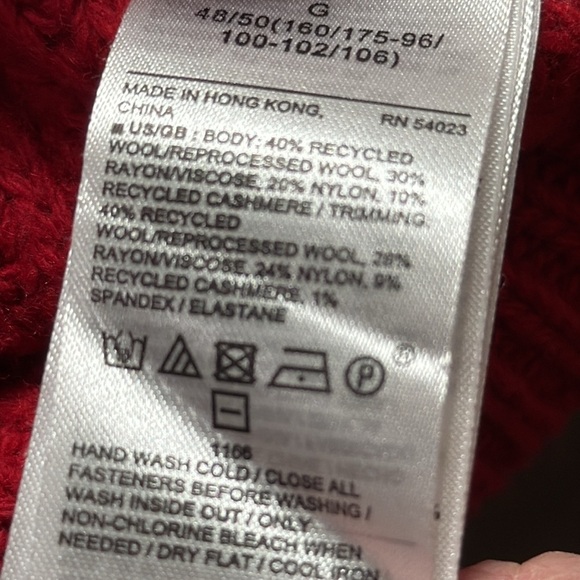 G
48/50(160/175-96/
100-102/106)
MADE IN HONG KONG,
CHINA
RN 54023
US/GB : BODY: 40% RECYCLED
WOOL/REPROCESSED WOOL, 30%
RAYON/VISCOSE, 20% NYLON, 10%
RECYCLED CASHMERE / TRIMMING:
40% RECYCLED
WOOL/REPROCESSED WOOL, 26%
RAYON/VISCOSE, 24% NYLON, 9%
RECYCLED CASHMERE, 1%
SPANDEX / ELASTANE
P
®
1166
HAND WASH COLD / CLOSE ALL
FASTENERS BEFORE WASHING /
WASH INSIDE OUT / ONLY
NON-CHLORINE BLEACH WHEN
NEEDED / DRY FLAT / COOL IRON